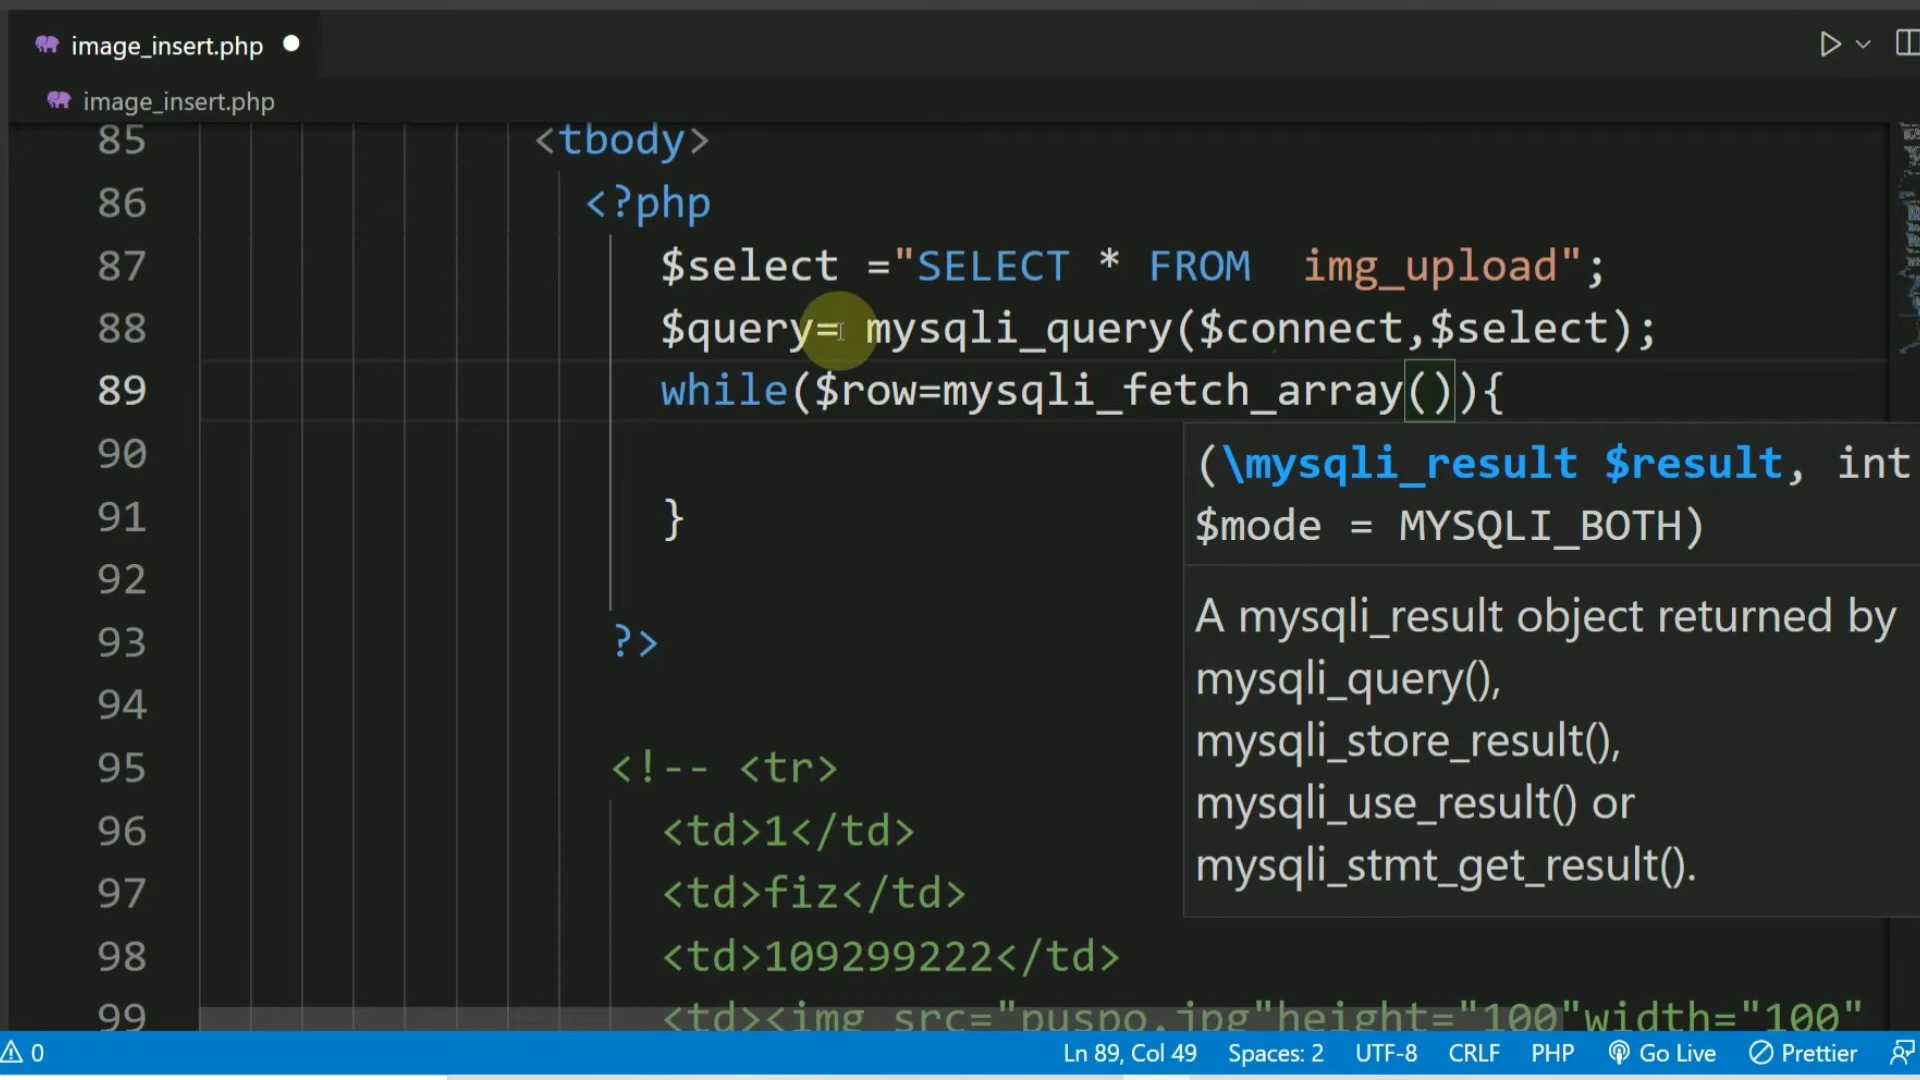 image_insert.php
image_insert.php
85 <tbody>
86 <?php
87 $select ="SELECT * FROM  img_upload";
88 $query= mysqli_query($connect,$select);
89 while($row=mysqli_fetch_array()){
90
(\mysqli_result $result, int
$mode = MYSQLI_BOTH)
A mysqli_result object returned by
mysqli_query(),
mysqli_store_result(),
mysqli_use_result() or
mysqli_stmt_get_result().
91 }
92
93 ?>
94
95 <!-- <tr>
96 <td>1</td>
97 <td>fiz</td>
98 <td>109299222</td>
99 <td><img src="puspo.jpg"height="100"width="100"
0 Ln 89, Col 49 Spaces: 2 UTF-8 CRLF PHP Go Live Prettier